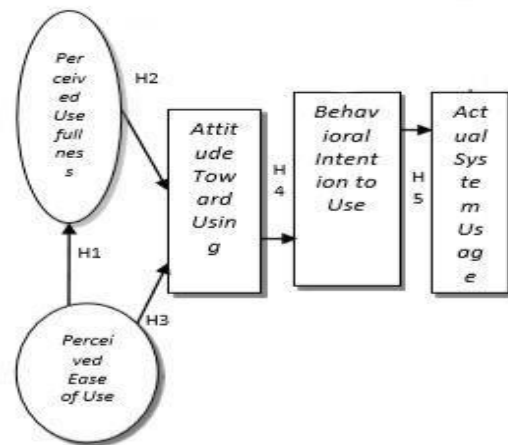 Per
ceiv
ed
Use
full
nes
s
H2
H1
Percei
ved
Ease
of Use
H3
Attit
ude
Tow
ard
Usin
g
H
4
Behav
ioral
Intent
ion to
Use
H
5
Act
ual
Sys
te
m
Us
ag
e